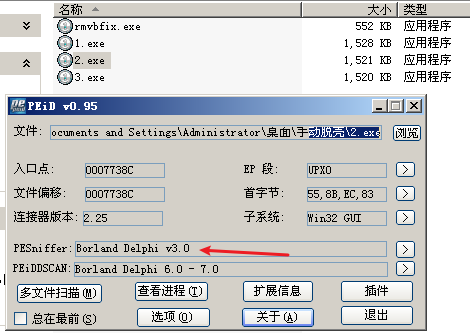 名称 大小 类型
rmvbfix.exe 552 KB 应用程序
1.exe 1,528 KB 应用程序
2.exe 1,521 KB 应用程序
3.exe 1,520 KB 应用程序
PEiD v0.95
文件: ocuments and Settings\Administrator\桌面\手动脱壳\2.exe 浏览
入口点: 0007738C EP 段: UPX0 >
文件偏移: 0007738C 首字节: 55,8B,EC,83 >
连接器版本: 2.25 子系统: Win32 GUI >
PESniffer: Borland Delphi v3.0 >
PEiDDSCAN: Borland Delphi 6.0 - 7.0 >
多文件扫描(M) 查看进程(T) 扩展信息 插件
总在最前(S) 选项(O) 关于(A) 退出